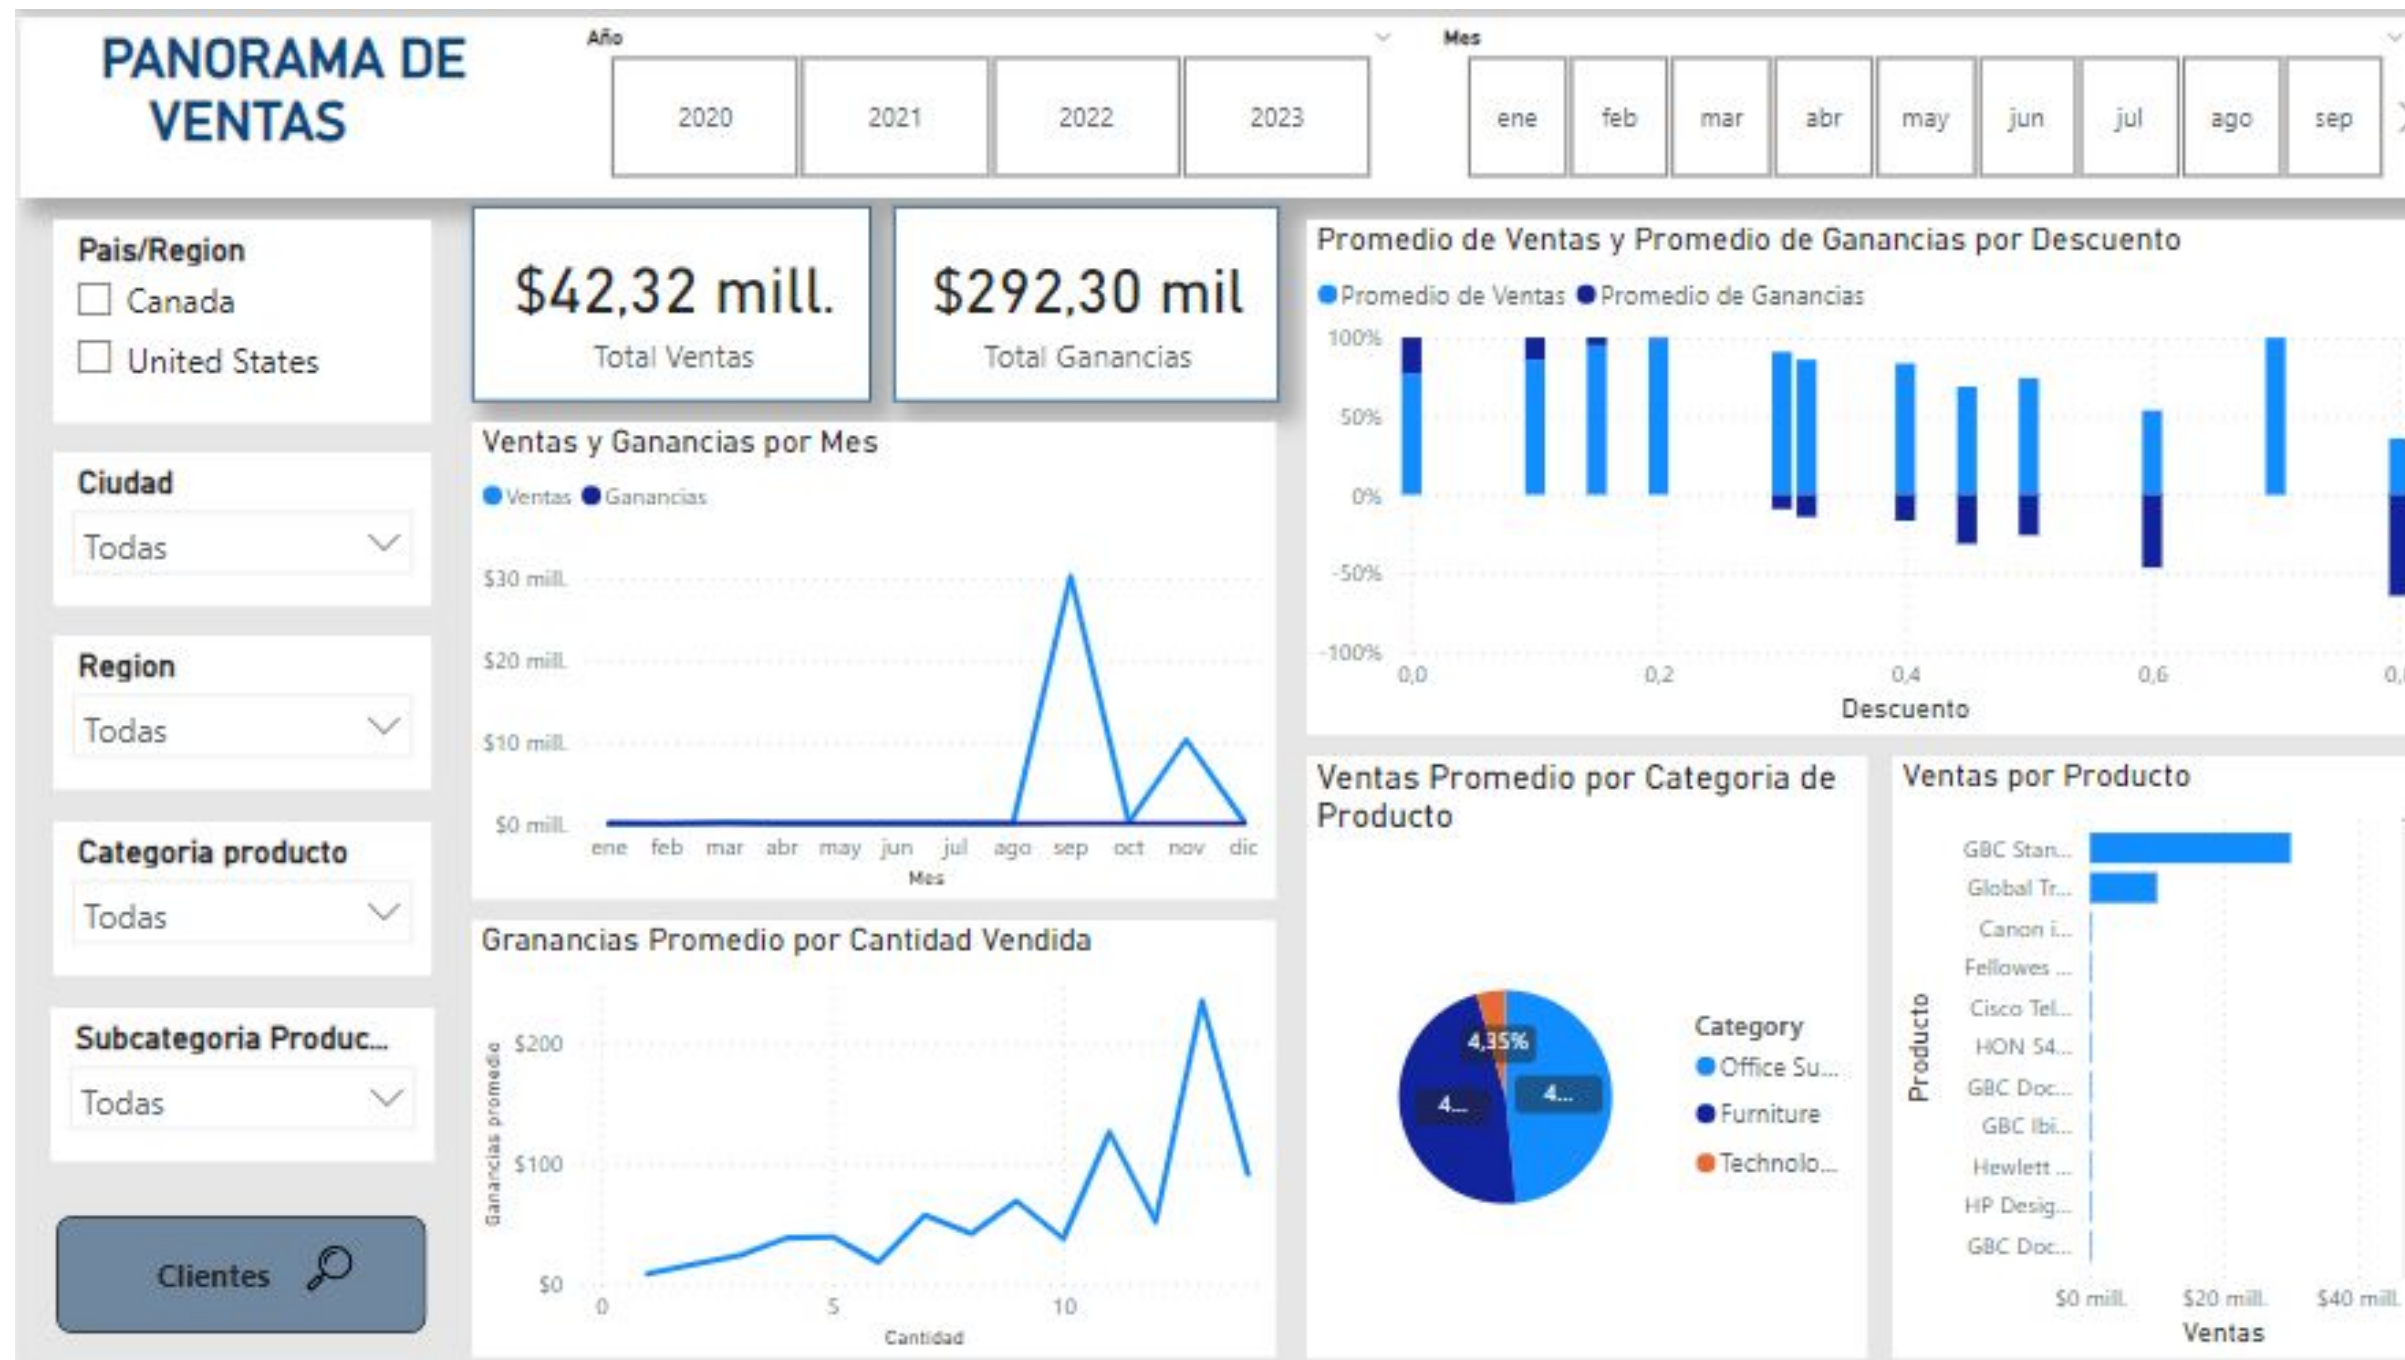 PANORAMA DE
VENTAS
Año
2020 2021 2022 2023
Mes
ene feb mar abr may jun jul ago sep
Pais/Region
Canada
United States
Ciudad
Todas
Region
Todas
Categoria producto
Todas
Subcategoria Produc...
Todas
Clientes
$42,32 mill.
Total Ventas
$292,30 mil
Total Ganancias
Ventas y Ganancias por Mes
Ventas Ganancias
$30 mill.
$20 mill.
$10 mill.
$0 mill.
ene feb mar abr may jun jul ago sep oct nov dic
Mes
Granancias Promedio por Cantidad Vendida
Ganancias promedio
$200
$100
$0
0 5 10
Cantidad
Promedio de Ventas y Promedio de Ganancias por Descuento
Promedio de Ventas Promedio de Ganancias
100%
50%
0%
-50%
-100%
0,0 0,2 0,4 0,6
Descuento
Ventas Promedio por Categoria de
Producto
4,35%
4... 4...
Category
Office Su...
Furniture
Technolo...
Ventas por Producto
Producto
GBC Stan...
Global Tr...
Canon i...
Fellowes ...
Cisco Tel...
HON 54...
GBC Doc...
GBC Ibi...
Hewlett ...
HP Desig...
GBC Doc...
$0 mill. $20 mill. $40 mill.
Ventas